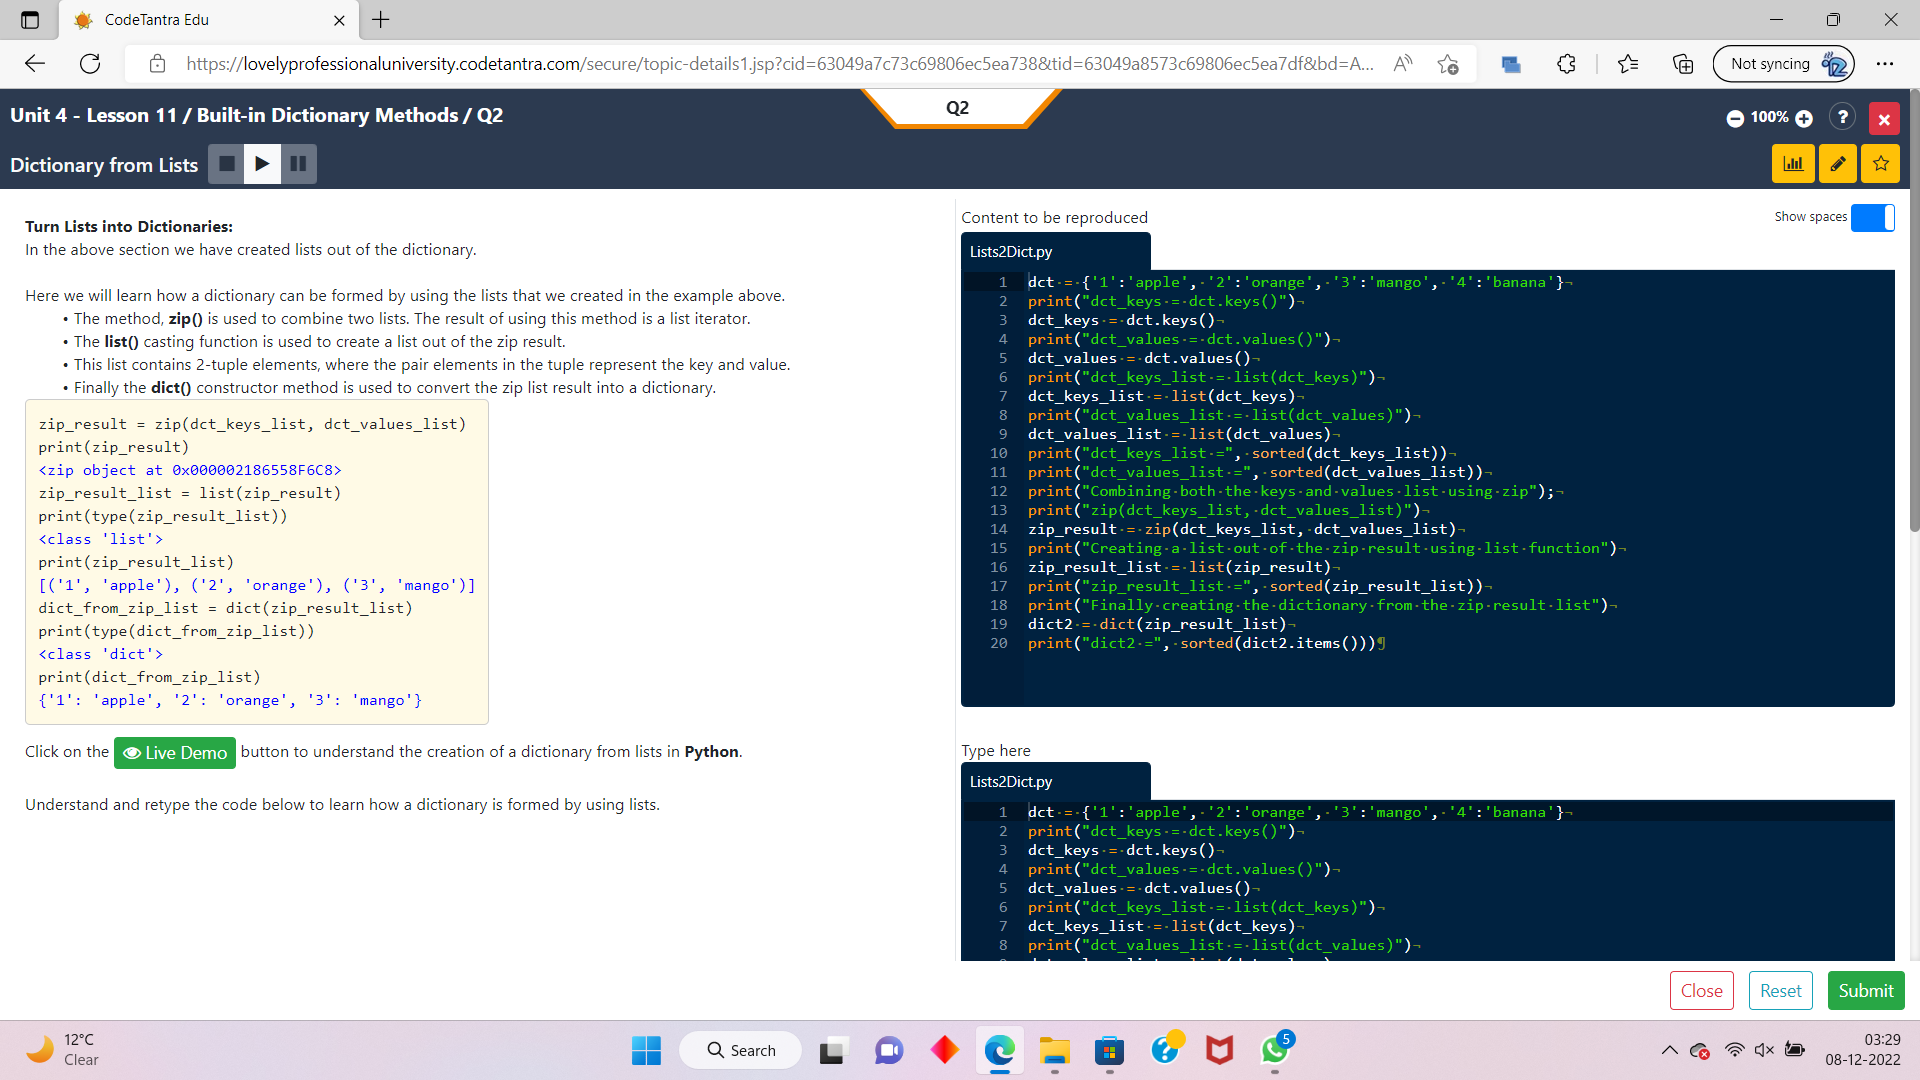 CodeTantra Edu
https://lovelyprofessionaluniversity.codetantra.com/secure/topic-details1.jsp?cid=63049a7c73c69806ec5ea738&tid=63049a8573c69806ec5ea7df&bd=A...
Not syncing
Unit 4 - Lesson 11 / Built-in Dictionary Methods / Q2
Q2
100%
?
Dictionary from Lists
Turn Lists into Dictionaries:
In the above section we have created lists out of the dictionary.
Here we will learn how a dictionary can be formed by using the lists that we created in the example above.
• The method, zip() is used to combine two lists. The result of using this method is a list iterator.
• The list() casting function is used to create a list out of the zip result.
• This list contains 2-tuple elements, where the pair elements in the tuple represent the key and value.
• Finally the dict() constructor method is used to convert the zip list result into a dictionary.
zip_result = zip(dct_keys_list, dct_values_list)
print(zip_result)
<zip object at 0x000002186558F6C8>
zip_result_list = list(zip_result)
print(type(zip_result_list))
<class 'list'>
print(zip_result_list)
[('1', 'apple'), ('2', 'orange'), ('3', 'mango')]
dict_from_zip_list = dict(zip_result_list)
print(type(dict_from_zip_list))
<class 'dict'>
print(dict_from_zip_list)
{'1': 'apple', '2': 'orange', '3': 'mango'}
Click on the Live Demo button to understand the creation of a dictionary from lists in Python.
Understand and retype the code below to learn how a dictionary is formed by using lists.
Content to be reproduced
Show spaces
Lists2Dict.py
1 dct·=·{'1':'apple',·'2':'orange',·'3':'mango',·'4':'banana'}¬
2 print("dct_keys·=·dct.keys()")¬
3 dct_keys·=·dct.keys()¬
4 print("dct_values·=·dct.values()")¬
5 dct_values·=·dct.values()¬
6 print("dct_keys_list·=·list(dct_keys)")¬
7 dct_keys_list·=·list(dct_keys)¬
8 print("dct_values_list·=·list(dct_values)")¬
9 dct_values_list·=·list(dct_values)¬
10 print("dct_keys_list·=",·sorted(dct_keys_list))¬
11 print("dct_values_list·=",·sorted(dct_values_list))¬
12 print("Combining·both·the·keys·and·values·list·using·zip");¬
13 print("zip(dct_keys_list,·dct_values_list)")¬
14 zip_result·=·zip(dct_keys_list,·dct_values_list)¬
15 print("Creating·a·list·out·of·the·zip·result·using·list·function")¬
16 zip_result_list·=·list(zip_result)¬
17 print("zip_result_list·=",·sorted(zip_result_list))¬
18 print("Finally·creating·the·dictionary·from·the·zip·result·list")¬
19 dict2·=·dict(zip_result_list)¬
20 print("dict2·=",·sorted(dict2.items()))¶
Type here
Lists2Dict.py
1 dct·=·{'1':'apple',·'2':'orange',·'3':'mango',·'4':'banana'}¬
2 print("dct_keys·=·dct.keys()")¬
3 dct_keys·=·dct.keys()¬
4 print("dct_values·=·dct.values()")¬
5 dct_values·=·dct.values()¬
6 print("dct_keys_list·=·list(dct_keys)")¬
7 dct_keys_list·=·list(dct_keys)¬
8 print("dct_values_list·=·list(dct_values)")¬
Close
Reset
Submit
12°C
Clear
Search
5
03:29
08-12-2022